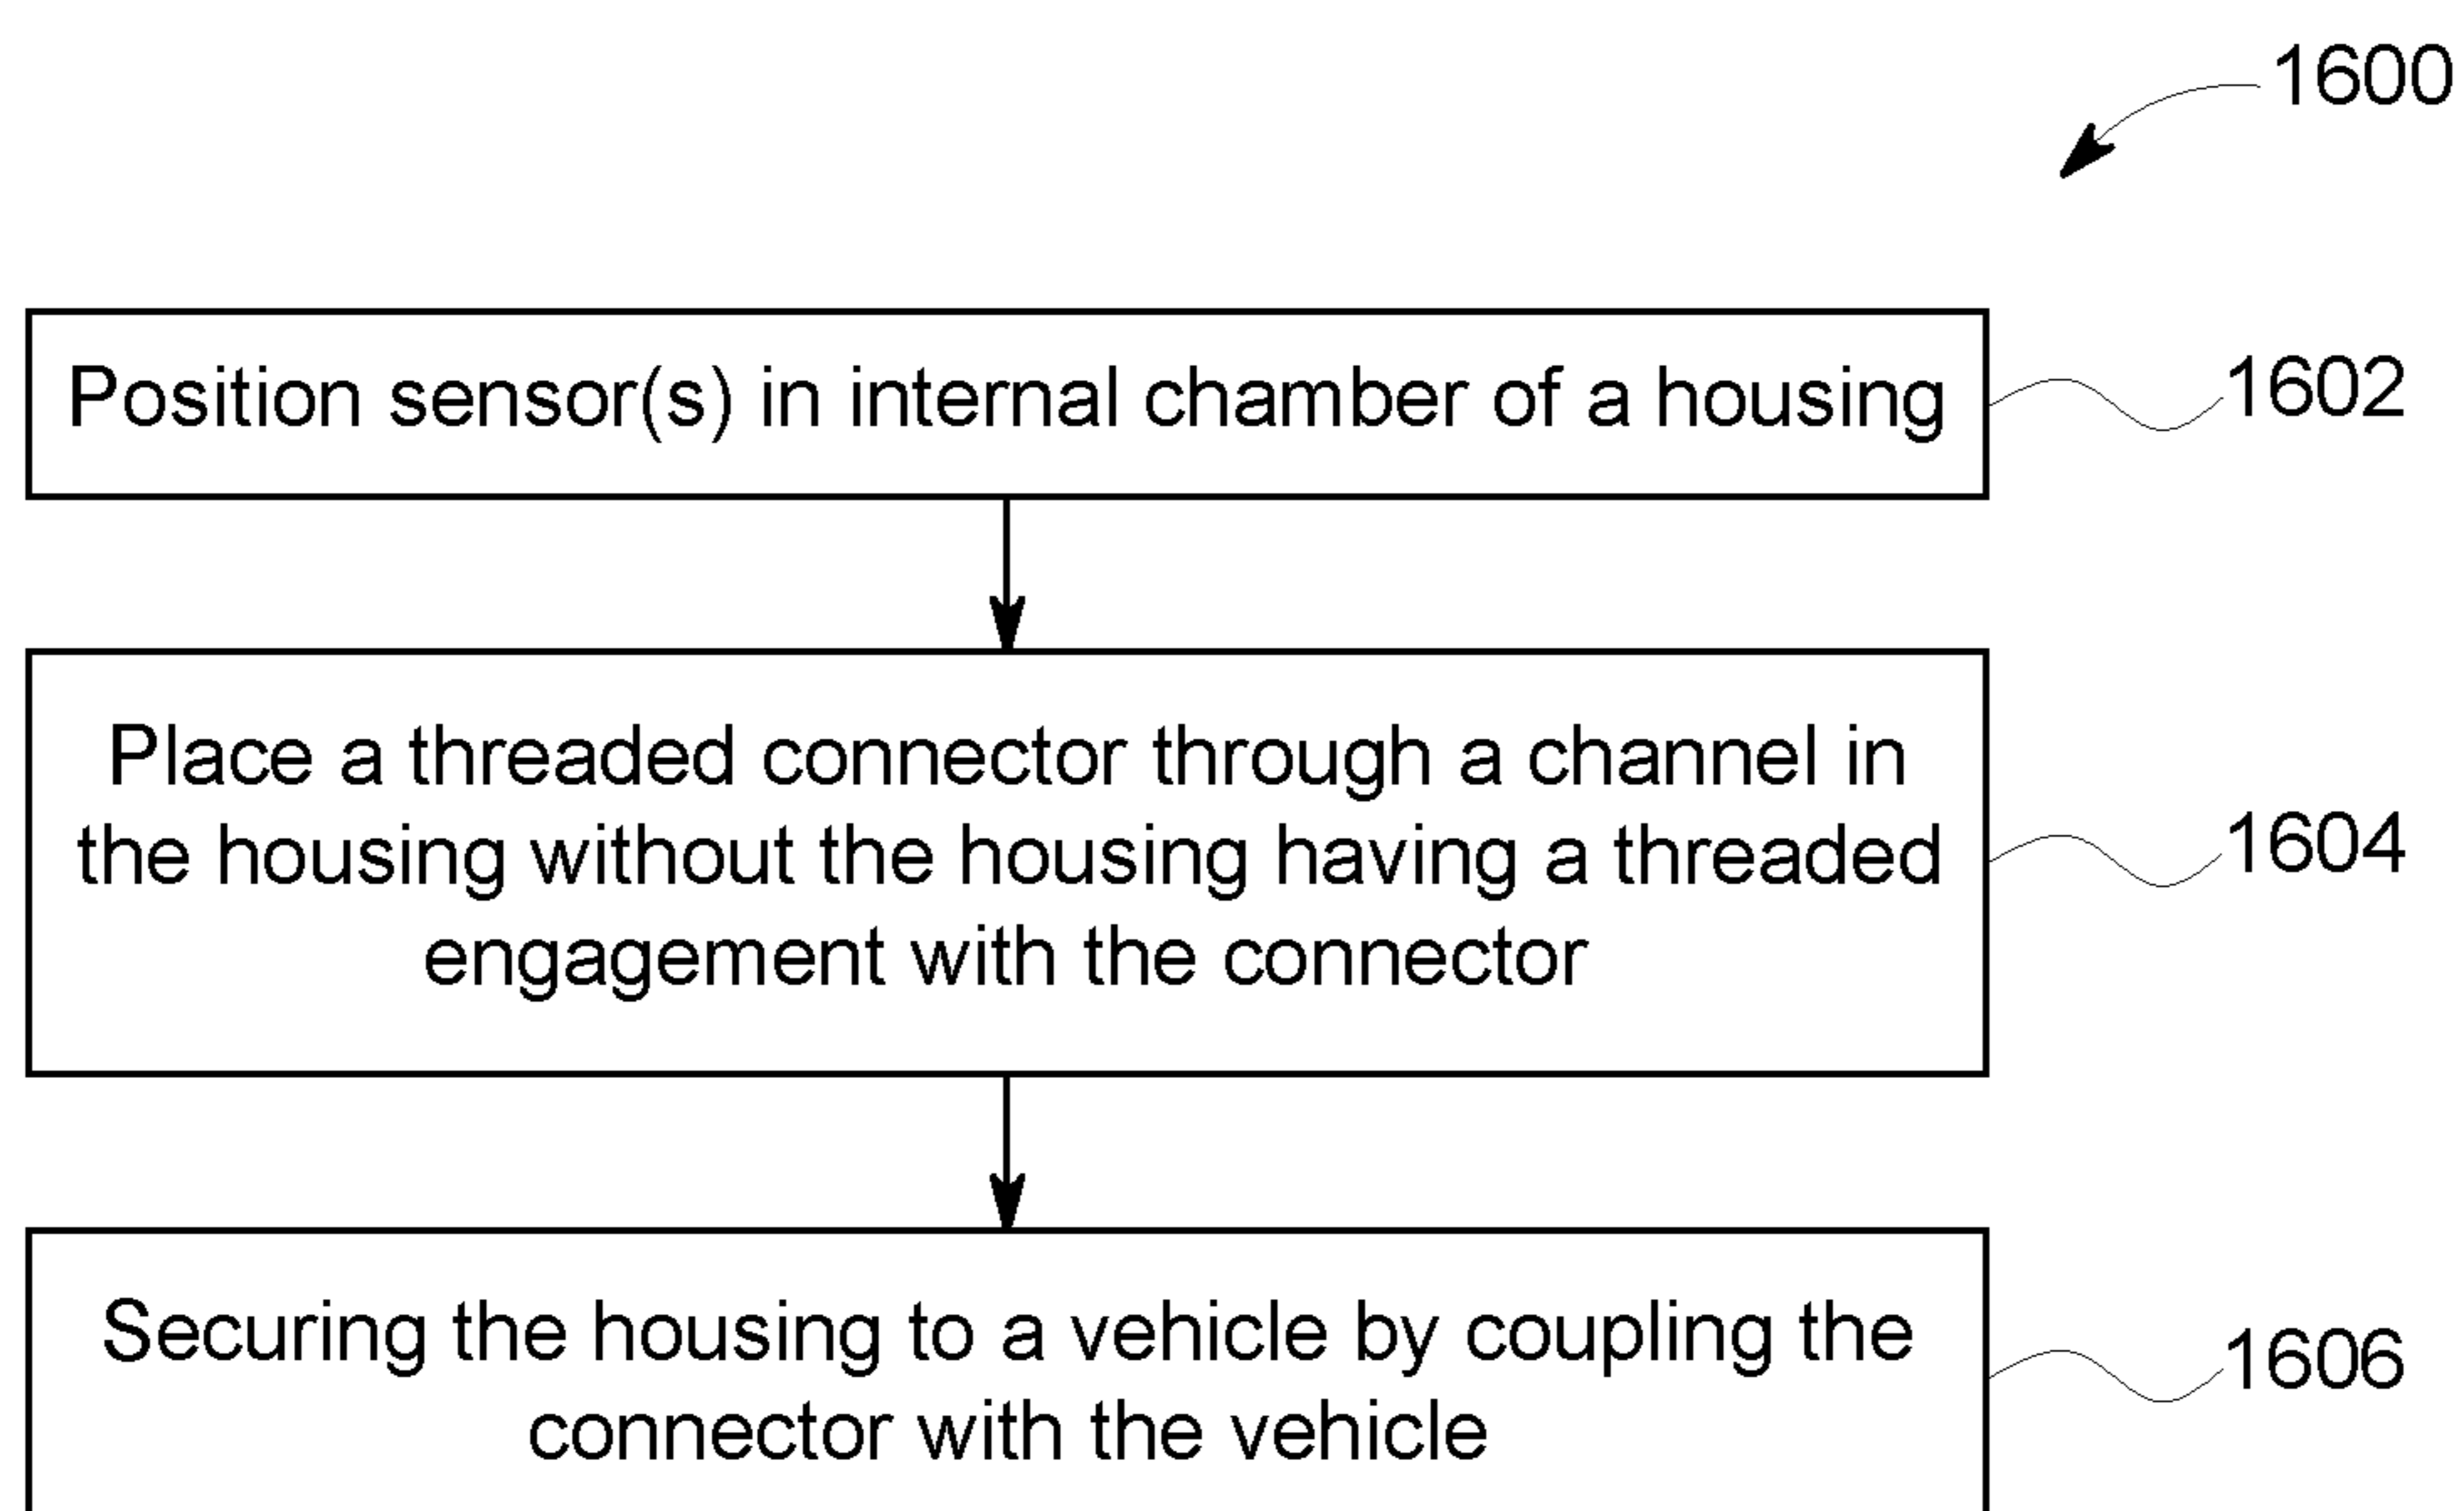 1600
Position sensor(s) in internal chamber of a housing
1602
Place a threaded connector through a channel in
the housing without the housing having a threaded
engagement with the connector
1604
Securing the housing to a vehicle by coupling the
connector with the vehicle
1606